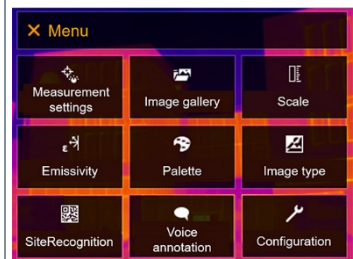 Menu
Measurement
settings
Image gallery
Scale
Emissivity
Palette
Image type
SiteRecognition
Voice
annotation
Configuration